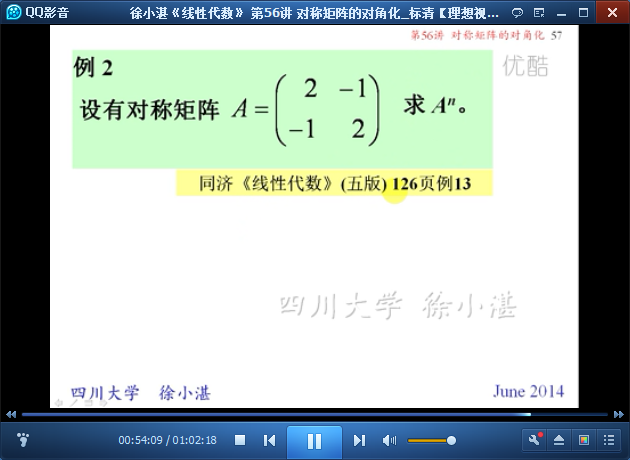 QQ影音
徐小湛《线性代数》 第56讲 对称矩阵的对角化_标清【理想视...
第56讲 对称矩阵的对角化 57
优酷
例 2
设有对称矩阵 A = ( 2 −1 求 Aⁿ。
−1 2 )
同济《线性代数》(五版) 126页例13
四川大学 徐小湛
四川大学 徐小湛
June 2014
00:54:09 / 01:02:18